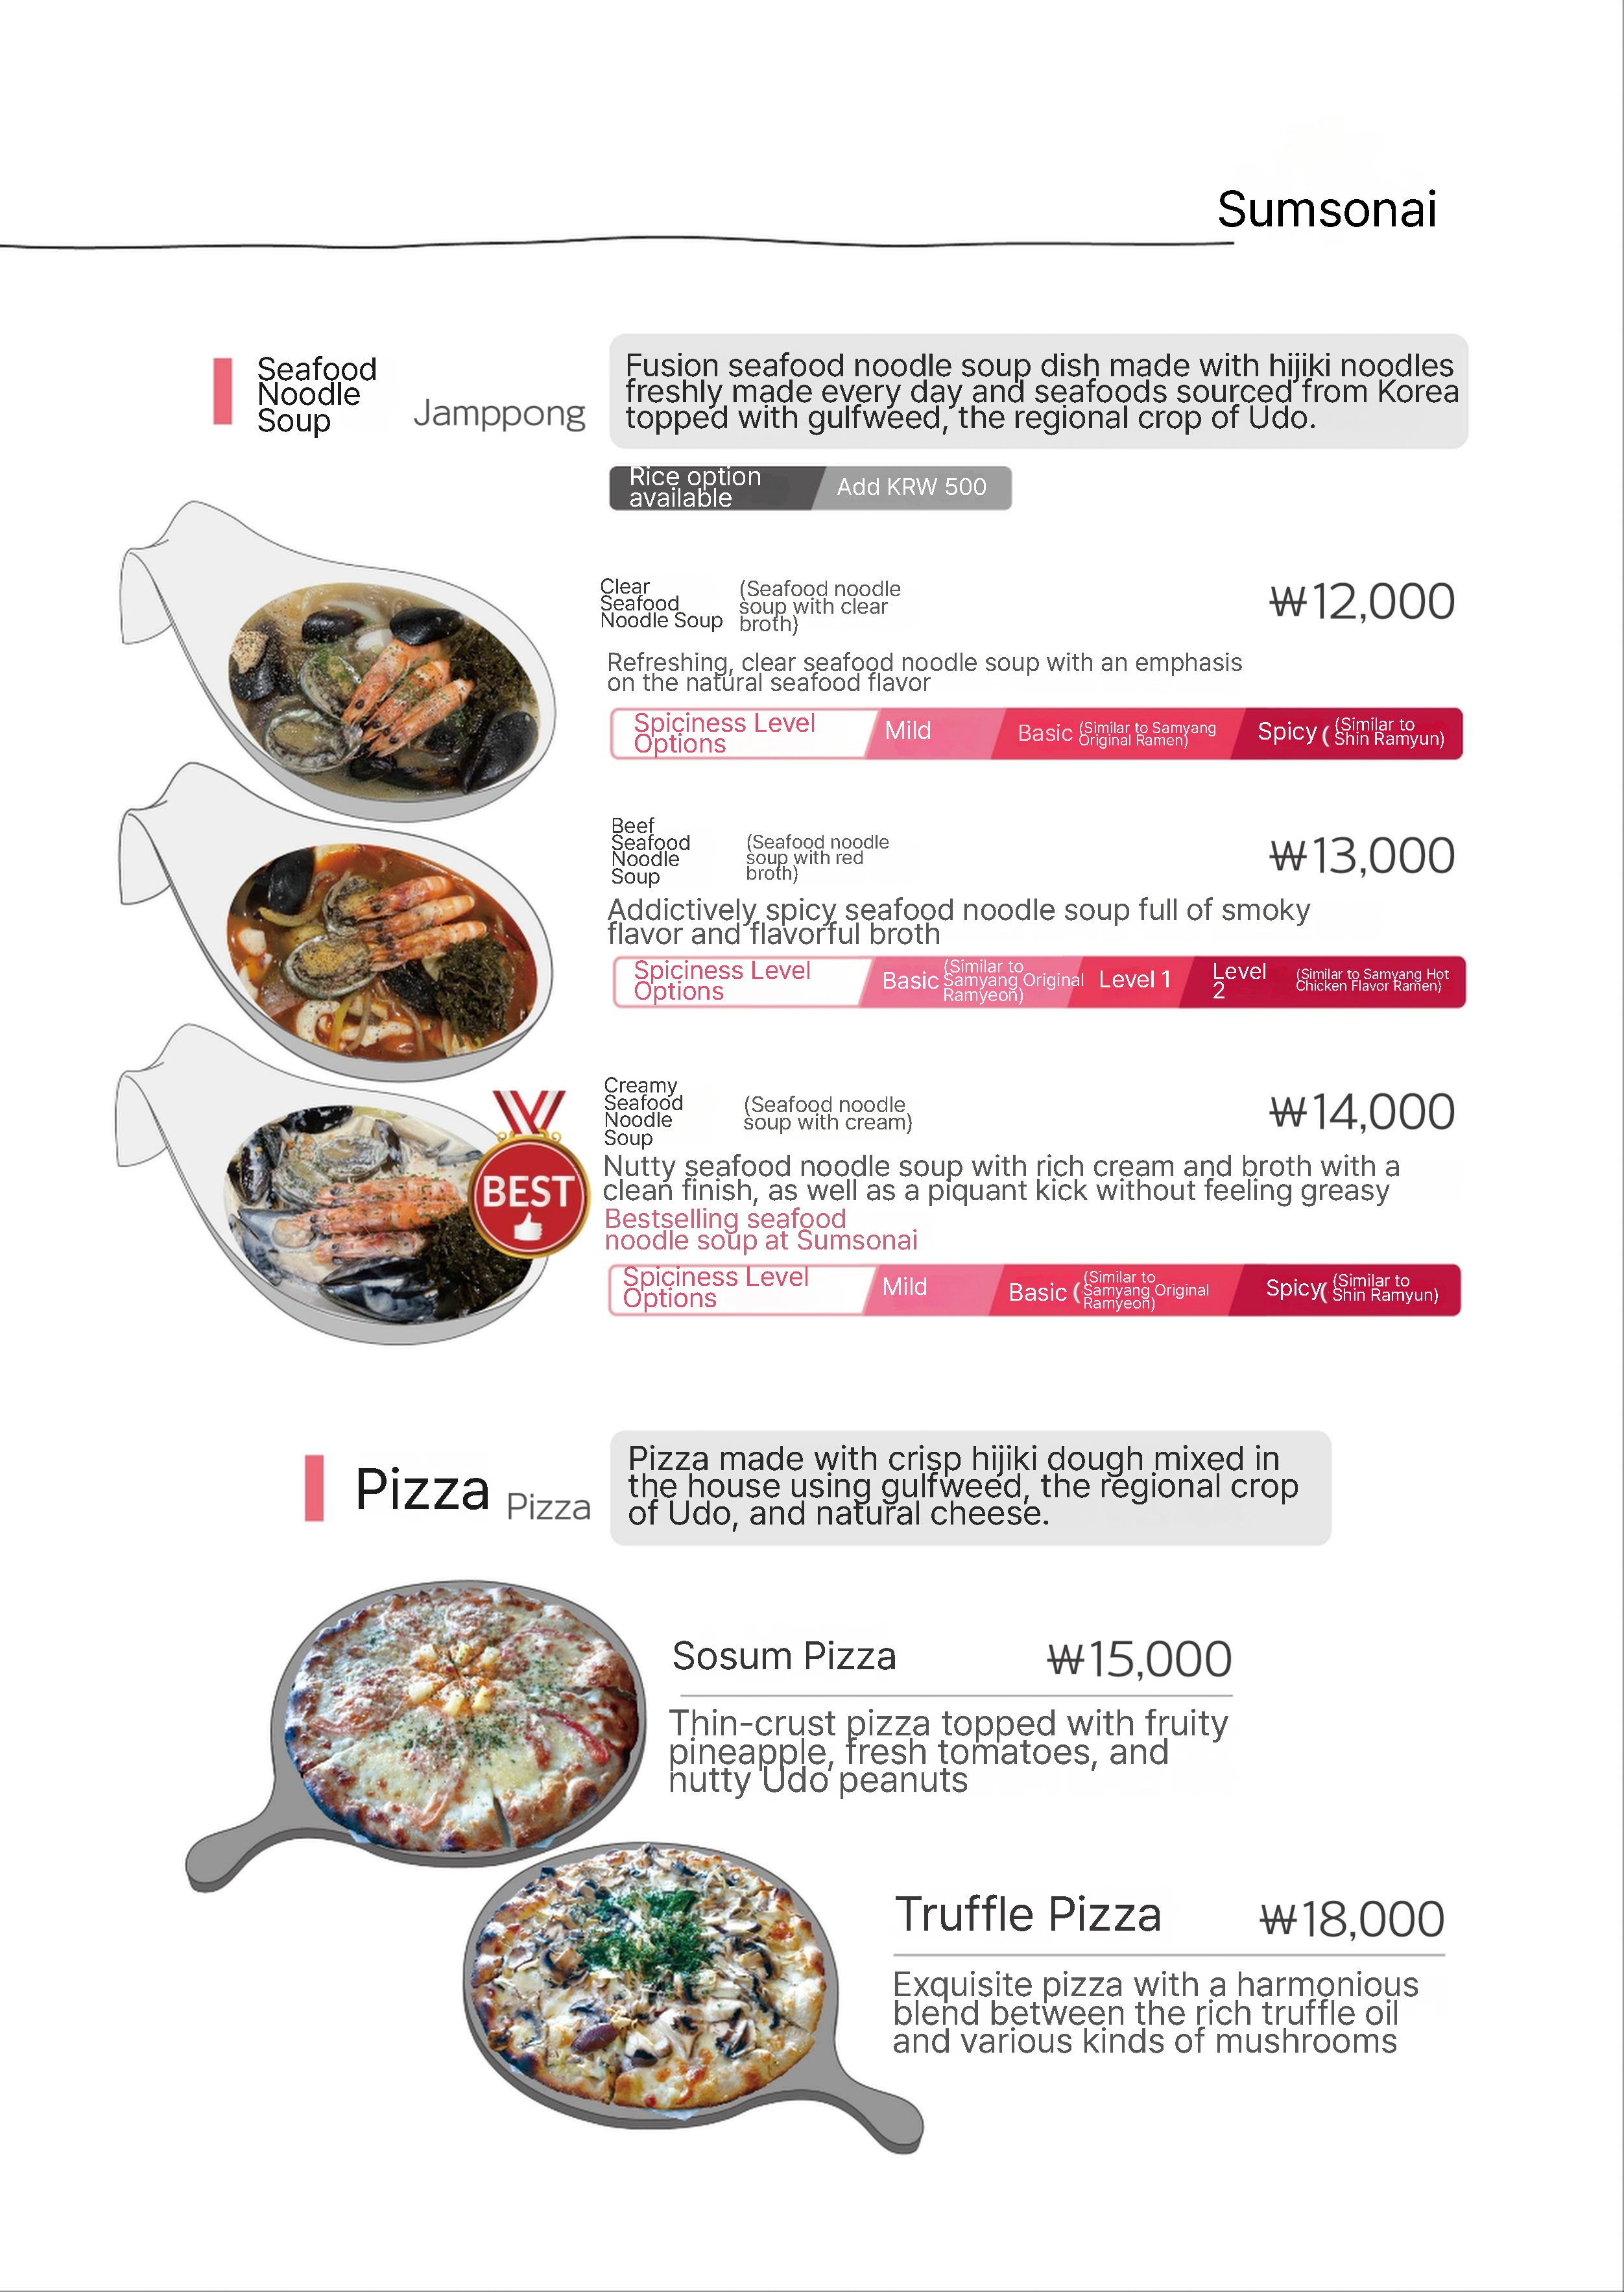 Sumsonai
Seafood
Noodle
Soup
Jamppong
Fusion seafood noodle soup dish made with hijiki noodles
freshly made every day and seafoods sourced from Korea
topped with gulfweed, the regional crop of Udo.
Rice option
available
Add KRW 500
Clear
Seafood
Noodle Soup
(Seafood noodle
soup with clear
broth)
₩12,000
Refreshing, clear seafood noodle soup with an emphasis
on the natural seafood flavor
Spiciness Level
Options
Mild
Basic (Similar to Samyang
Original Ramen)
Spicy ( (Similar to
Shin Ramyun)
Beef
Seafood
Noodle
Soup
(Seafood noodle
soup with red
broth)
₩13,000
Addictively spicy seafood noodle soup full of smoky
flavor and flavorful broth
Spiciness Level
Options
Basic (Similar to
Samyang Original
Ramyeon)
Level 1
Level
2
(Similar to Samyang Hot
Chicken Flavor Ramen)
BEST
Creamy
Seafood
Noodle
Soup
(Seafood noodle
soup with cream)
₩14,000
Nutty seafood noodle soup with rich cream and broth with a
clean finish, as well as a piquant kick without feeling greasy
Bestselling seafood
noodle soup at Sumsonai
Spiciness Level
Options
Mild
Basic ( (Similar to
Samyang Original
Ramyeon)
Spicy( (Similar to
Shin Ramyun)
Pizza
Pizza
Pizza made with crisp hijiki dough mixed in
the house using gulfweed, the regional crop
of Udo, and natural cheese.
Sosum Pizza
₩15,000
Thin-crust pizza topped with fruity
pineapple, fresh tomatoes, and
nutty Udo peanuts
Truffle Pizza
₩18,000
Exquisite pizza with a harmonious
blend between the rich truffle oil
and various kinds of mushrooms